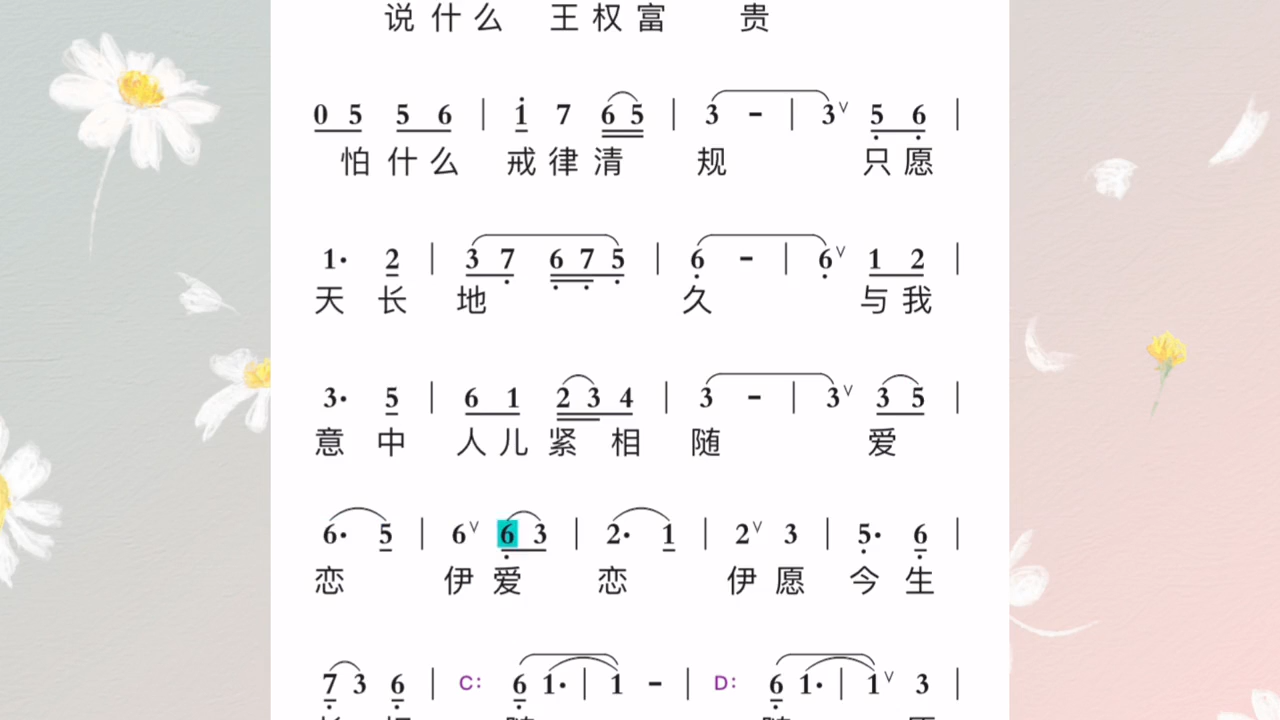 说什么 王权富 贵
0 5 5 6 | 1 7 6 5 | 3 - | 3 ∨ 5 6 |
怕什么 戒律清 规 只愿
1· 2 | 3 7 6 7 5 | 6 - | 6 ∨ 1 2 |
天 长 地 久 与我
3· 5 | 6 1 2 3 4 | 3 - | 3 ∨ 3 5 |
意 中 人儿紧 相 随 爱
6· 5 | 6 ∨ 6 3 | 2· 1 | 2 ∨ 3 | 5· 6 |
恋 伊 爱 恋 伊 愿 今 生
7 3 6 | C: 6 1· | 1 - | D: 6 1· | 1 ∨ 3 |